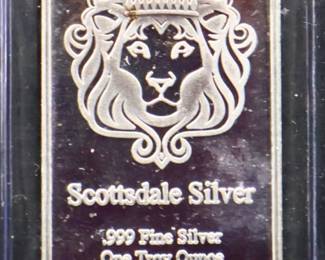 Scottsdale Silver
.999 Fine Silver
One Troy Ounce